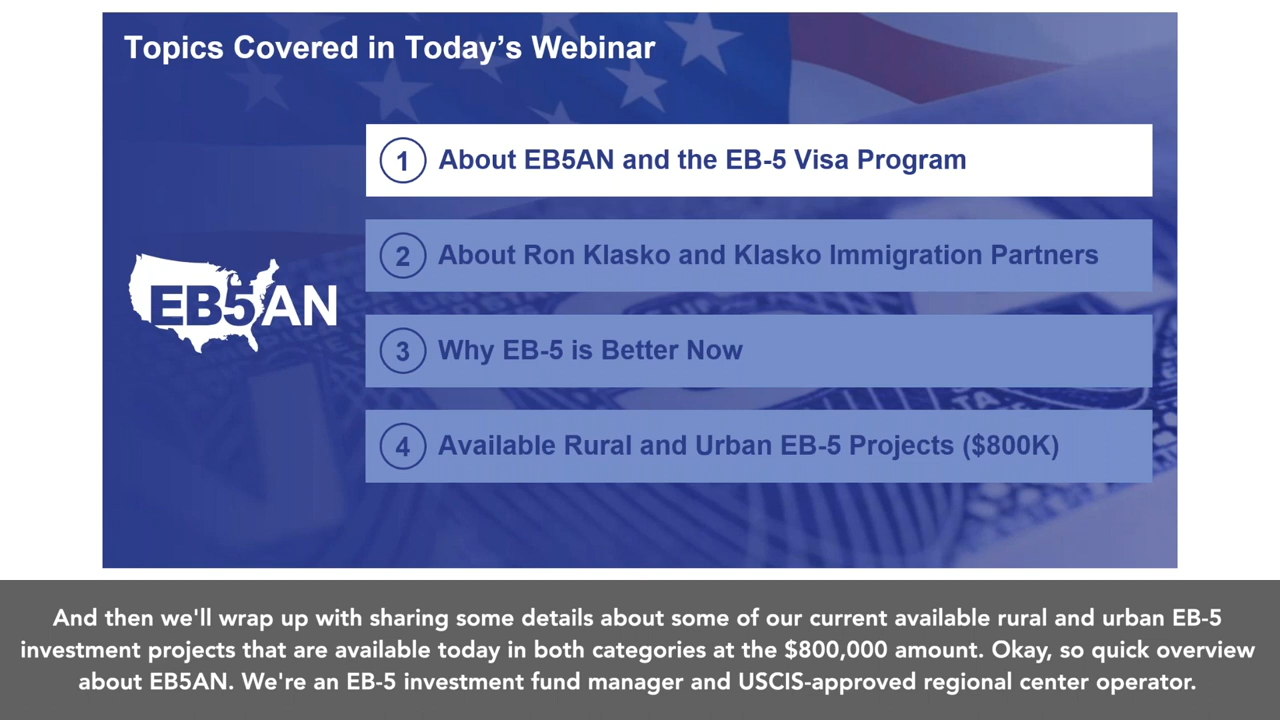 Topics Covered in Today's Webinar
1 About EB5AN and the EB-5 Visa Program
2 About Ron Klasko and Klasko Immigration Partners
EB5AN
3 Why EB-5 is Better Now
4 Available Rural and Urban EB-5 Projects ($800K)
And then we'll wrap up with sharing some details about some of our current available rural and urban EB-5
investment projects that are available today in both categories at the $800,000 amount. Okay, so quick overview
about EB5AN. We're an EB-5 investment fund manager and USCIS-approved regional center operator.